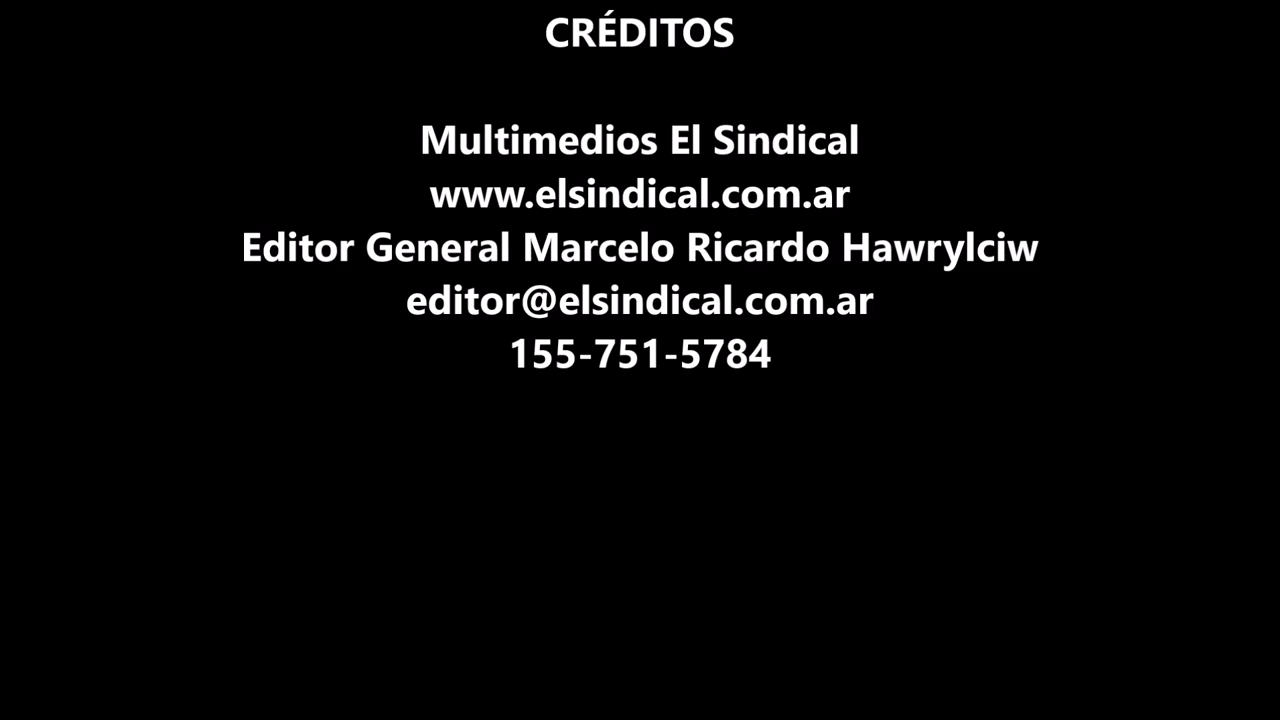 CRÉDITOS
Multimedios El Sindical
www.elsindical.com.ar
Editor General Marcelo Ricardo Hawrylciw
editor@elsindical.com.ar
155-751-5784